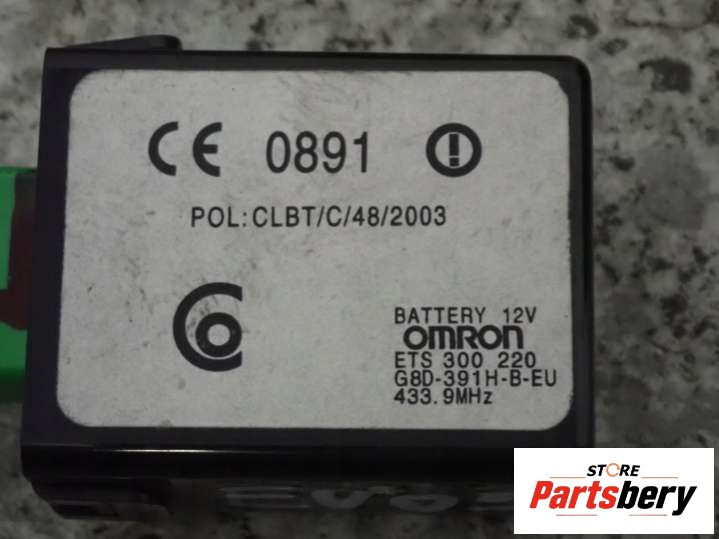 CE 0891
POL:CLBT/C/48/2003
BATTERY 12V
OMRON
ETS 300 220
G8D-391H-B-EU
433.9MHz
STORE
Partsbery